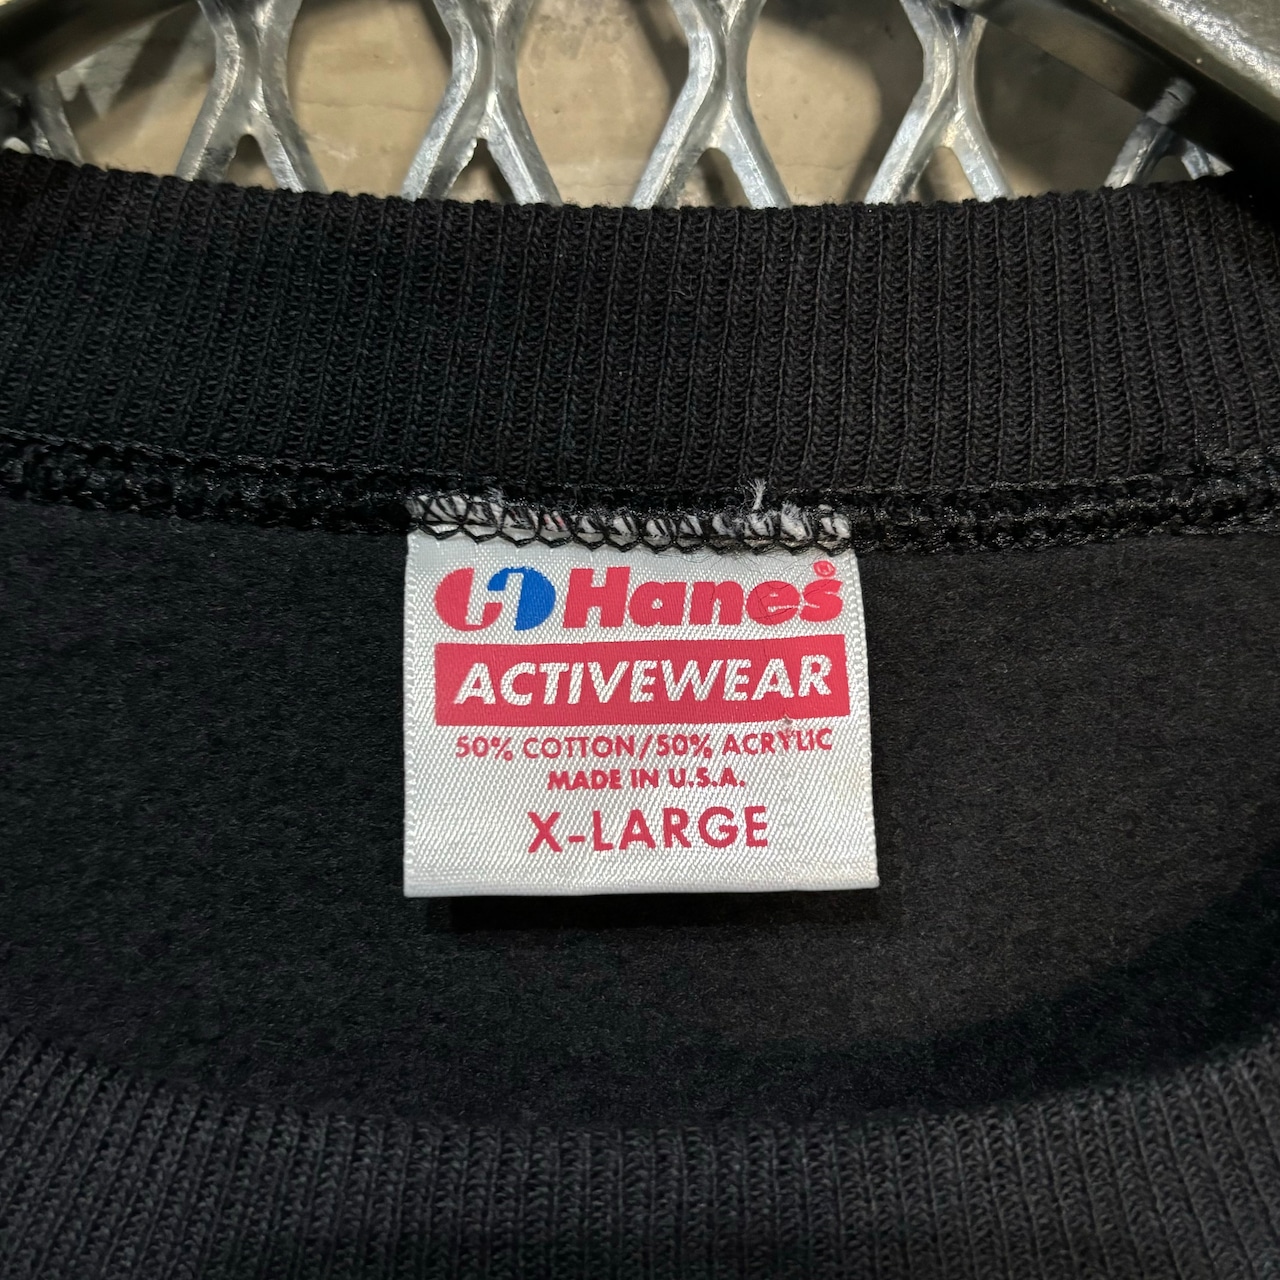 Hanes®
ACTIVEWEAR
50% COTTON/50% ACRYLIC
MADE IN U.S.A.
X-LARGE